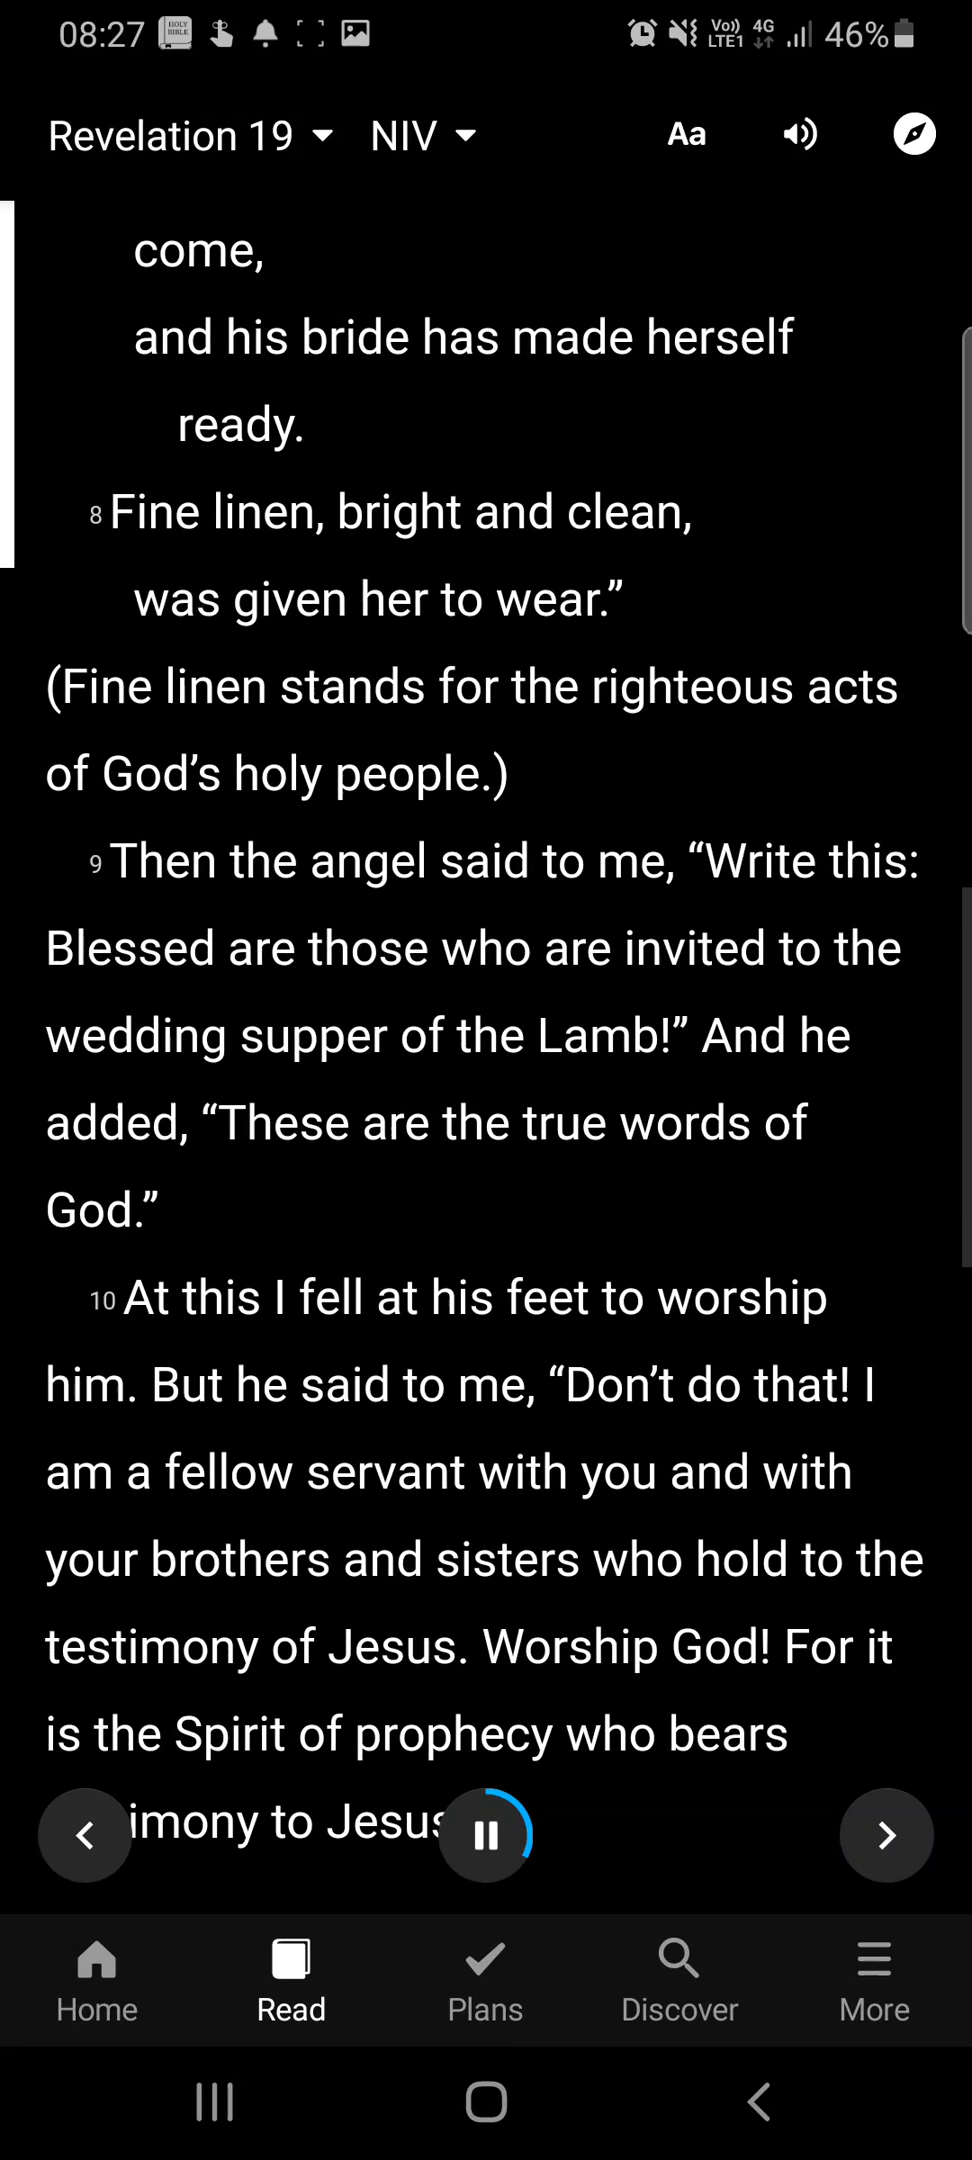 08:27 HOLY BIBLE Vo)) LTE1 4G 46%
Revelation 19 NIV Aa
come,
and his bride has made herself
ready.
8 Fine linen, bright and clean,
was given her to wear.”
(Fine linen stands for the righteous acts
of God’s holy people.)
9 Then the angel said to me, “Write this:
Blessed are those who are invited to the
wedding supper of the Lamb!” And he
added, “These are the true words of
God.”
10 At this I fell at his feet to worship
him. But he said to me, “Don’t do that! I
am a fellow servant with you and with
your brothers and sisters who hold to the
testimony of Jesus. Worship God! For it
is the Spirit of prophecy who bears
imony to Jesus
Home Read Plans Discover More